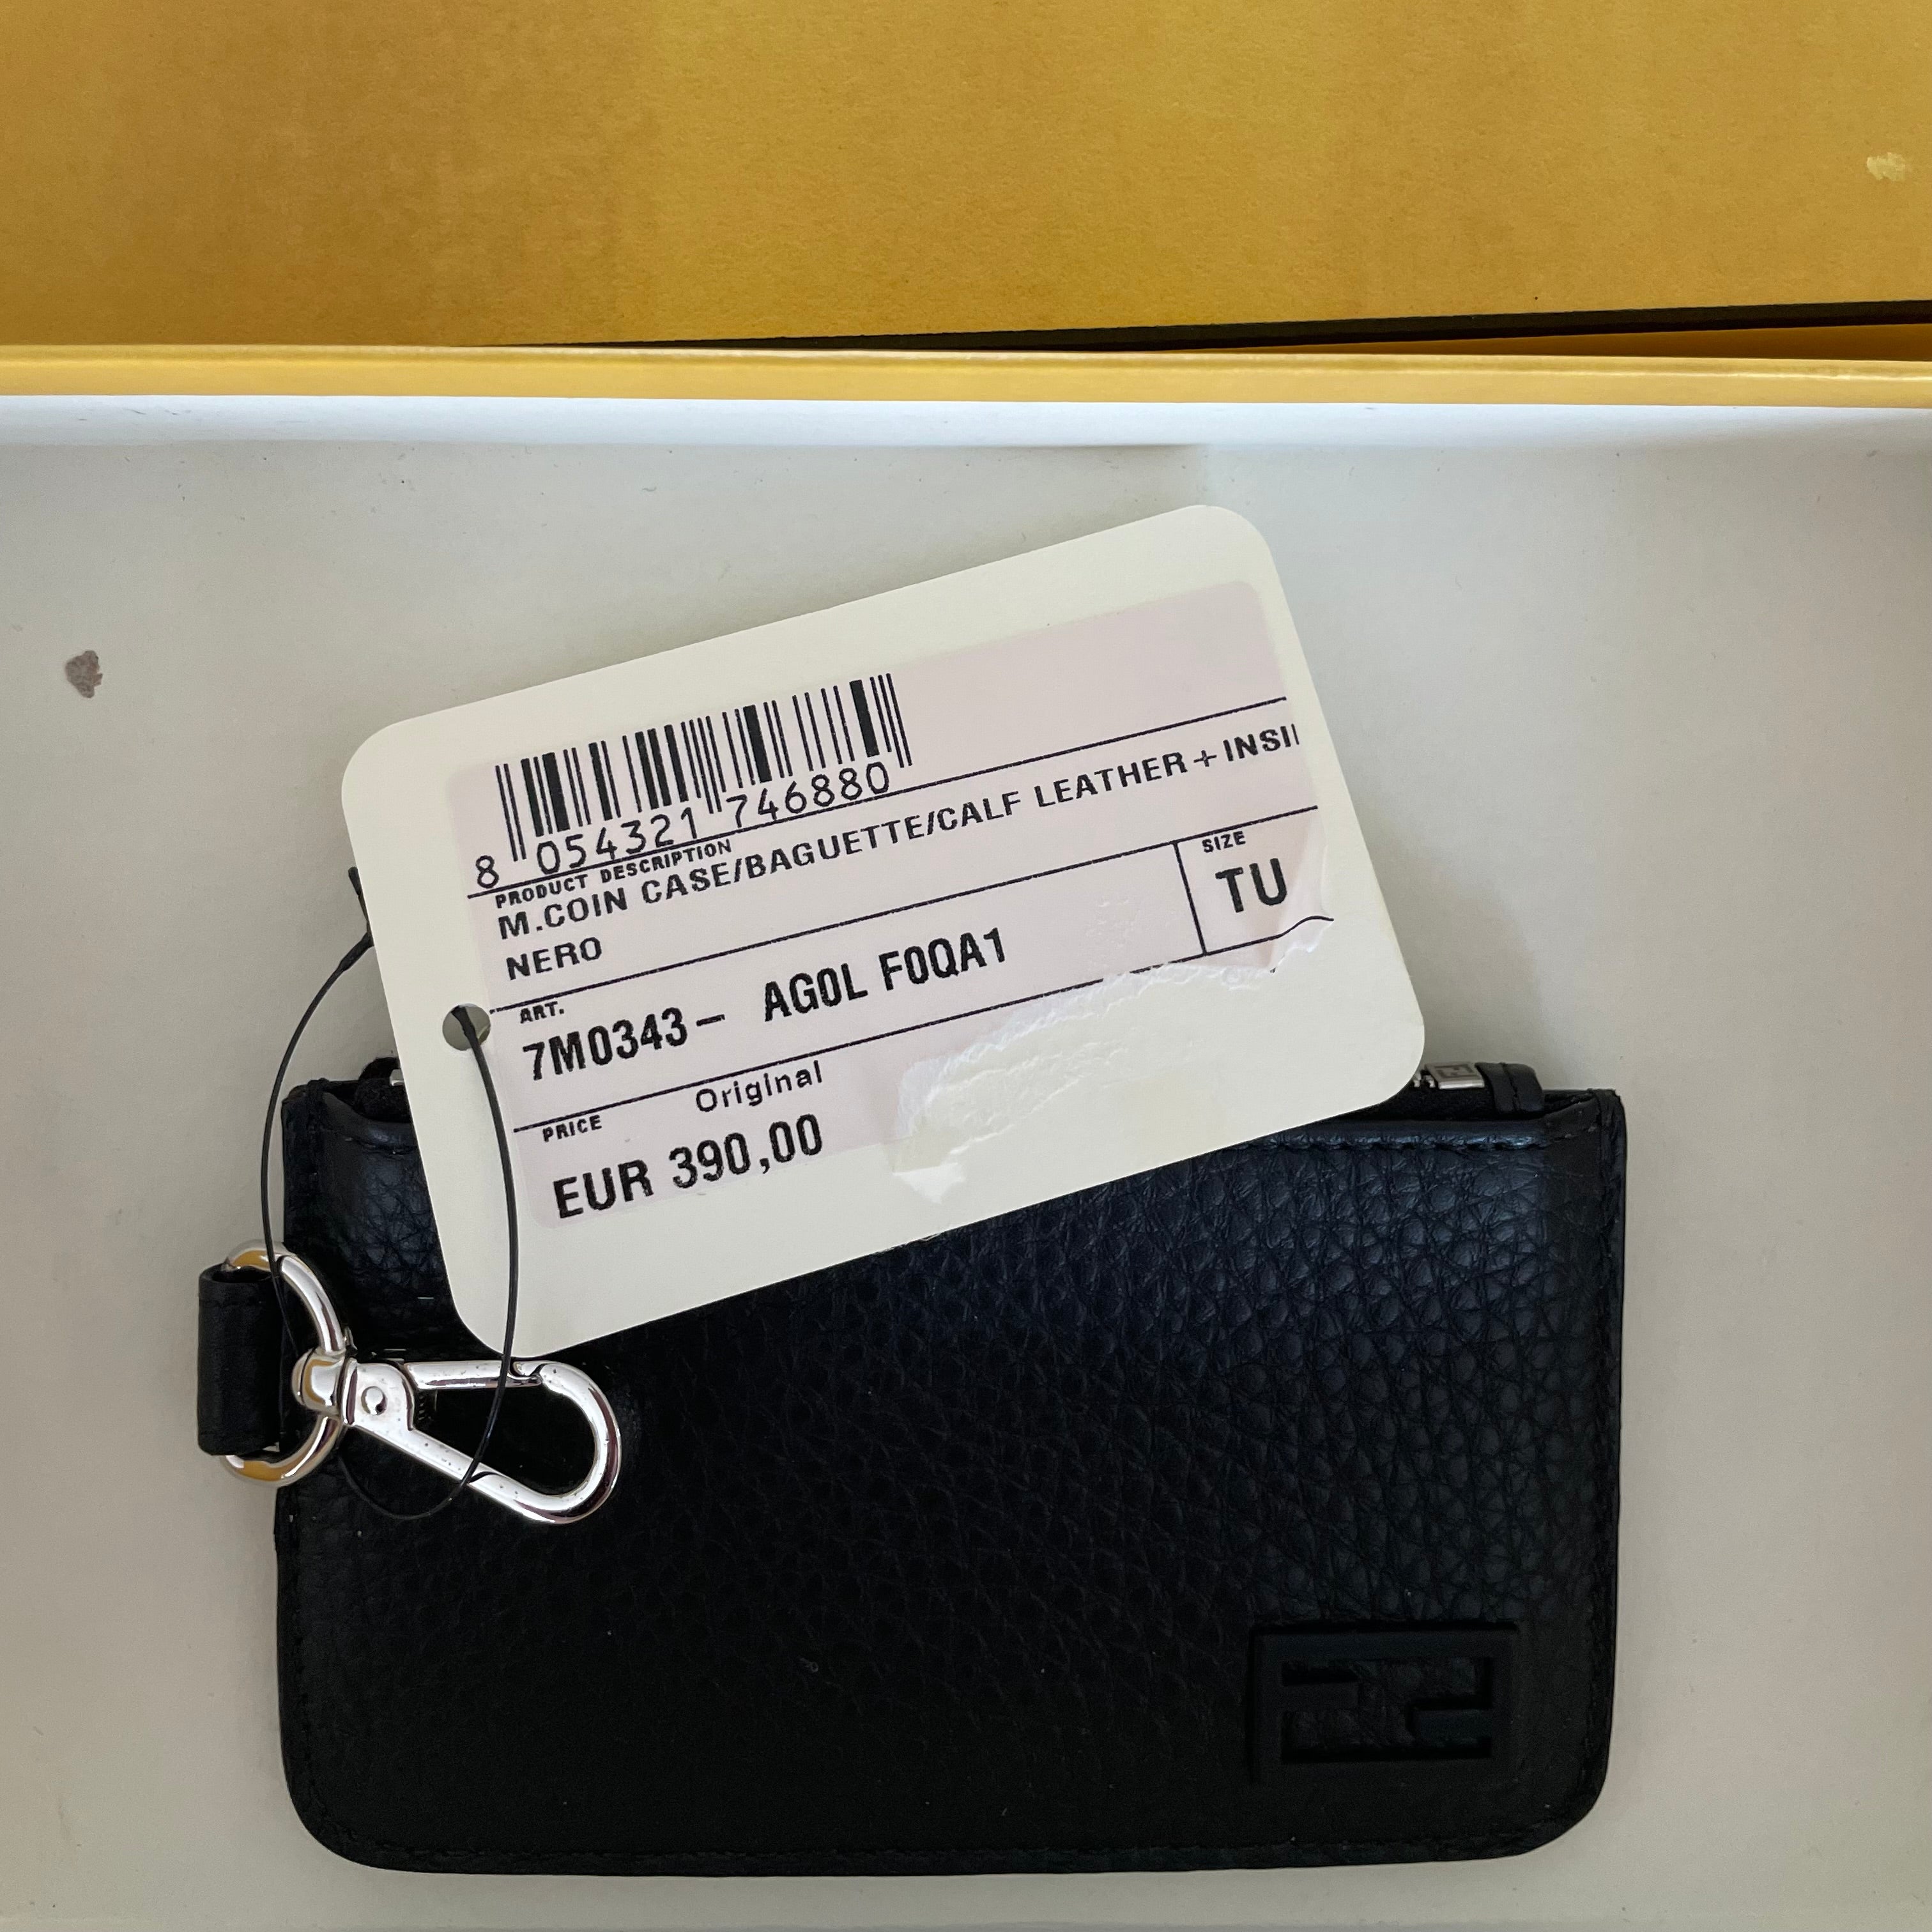 8 054321 746880
PRODUCT DESCRIPTION
M.COIN CASE/BAGUETTE/CALF LEATHER+INSI
NERO
SIZE
TU
ART.
7M0343- AG0L F0QA1
Original
PRICE
EUR 390,00